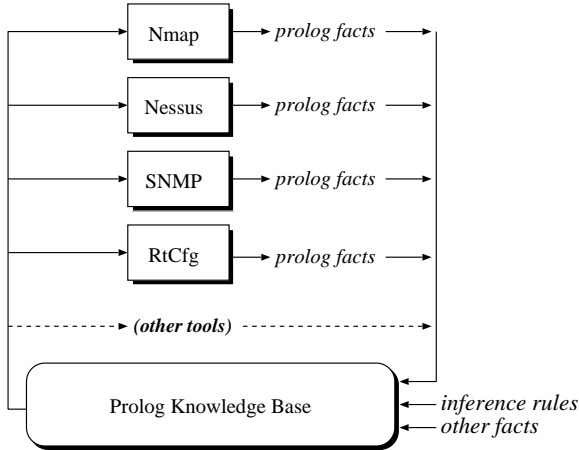 Nmap prolog facts
Nessus prolog facts
SNMP prolog facts
RtCfg prolog facts
(other tools)
Prolog Knowledge Base
inference rules
other facts